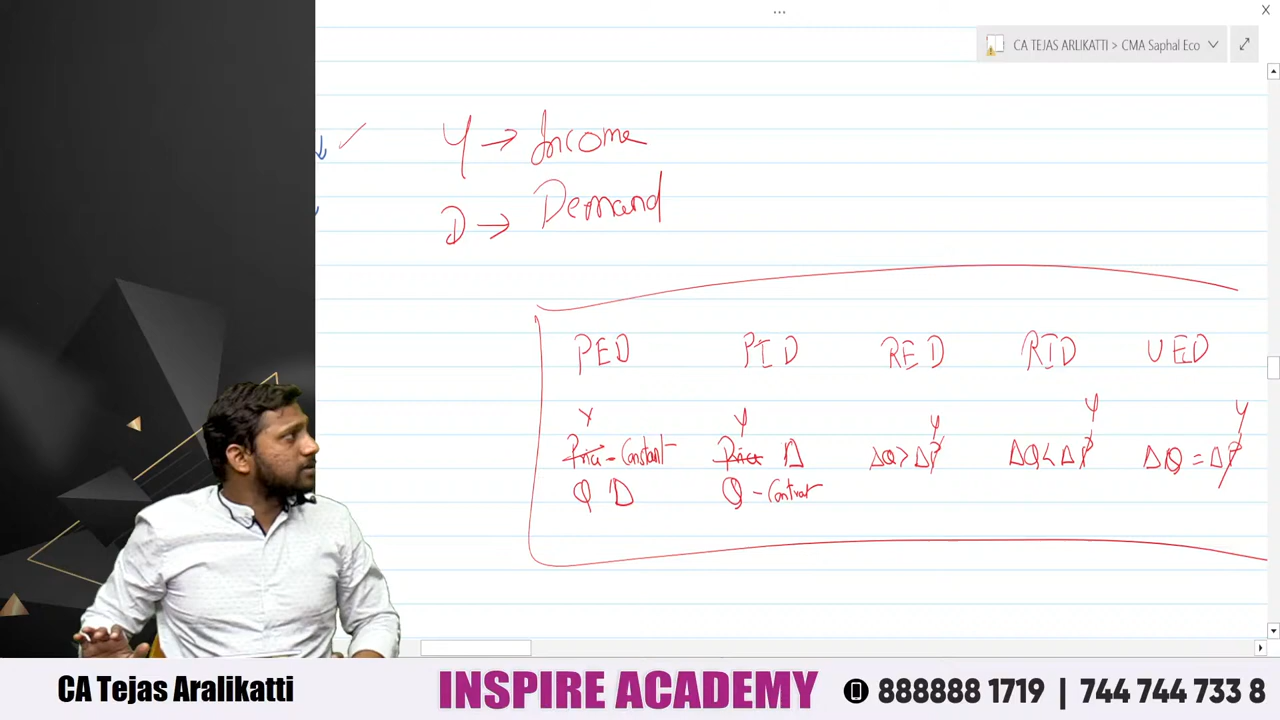 ...
CA TEJAS ARLIKATTI > CMA Saphal Eco
Y → Income
D → Demand
PED PID RED RID UED
Y Y Y Y Y
Price - Constant Price Δ ΔQ > ΔP ΔQ < ΔP ΔQ = ΔP
Q Δ Q -
CA Tejas Aralikatti INSPIRE ACADEMY 888888 1719 | 744 744 733 8